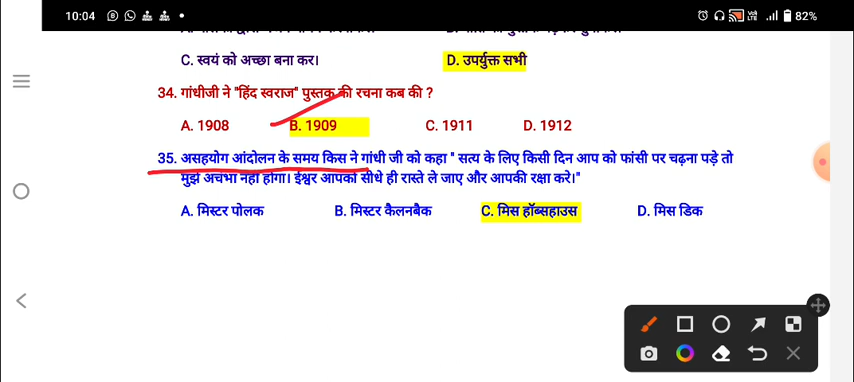 10:04
82%
C. स्वयं को अच्छा बना कर।
D. उपर्युक्त सभी
34. गांधीजी ने "हिंद स्वराज" पुस्तक की रचना कब की ?
A. 1908
B. 1909
C. 1911
D. 1912
35. असहयोग आंदोलन के समय किस ने गांधी जी को कहा " सत्य के लिए किसी दिन आप को फांसी पर चढ़ना पड़े तो
मुझे अचंभा नहीं होगा। ईश्वर आपको सीधे ही रास्ते ले जाए और आपकी रक्षा करे।"
A. मिस्टर पोलक
B. मिस्टर कैलनबैक
C. मिस हॉब्सहाउस
D. मिस डिक